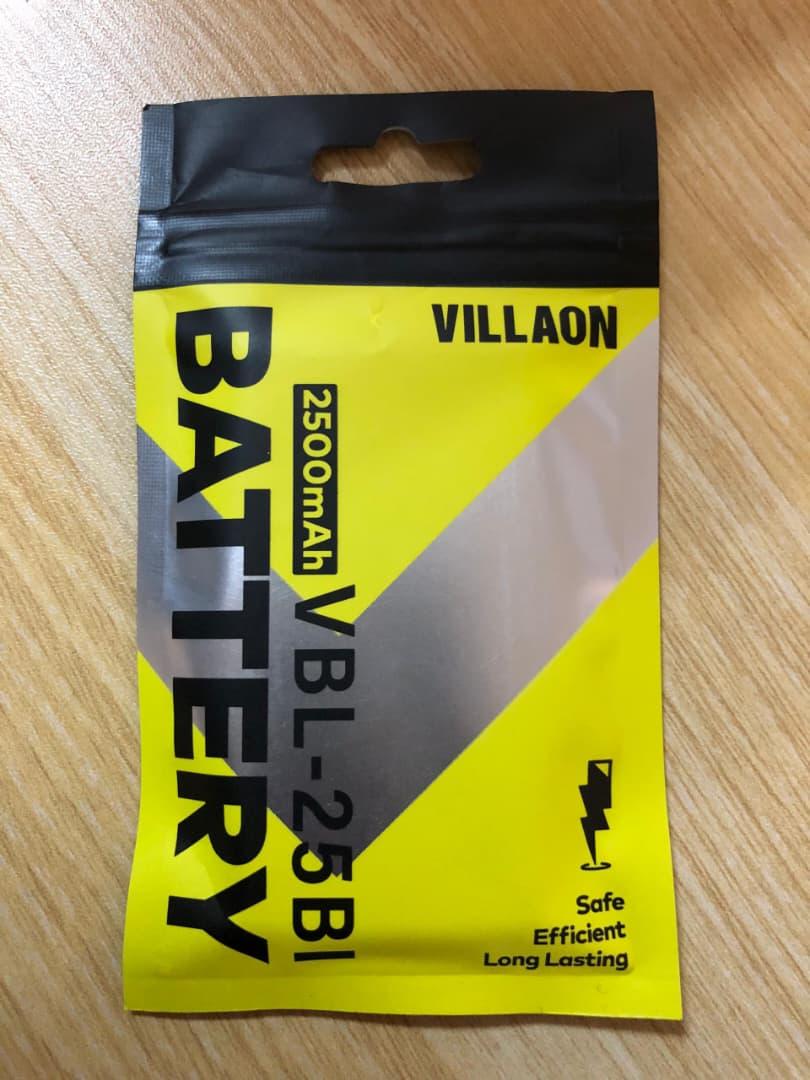 VILLAON
BATTERY
2500mAh
VBL-25BI
Safe
Efficient
Long Lasting